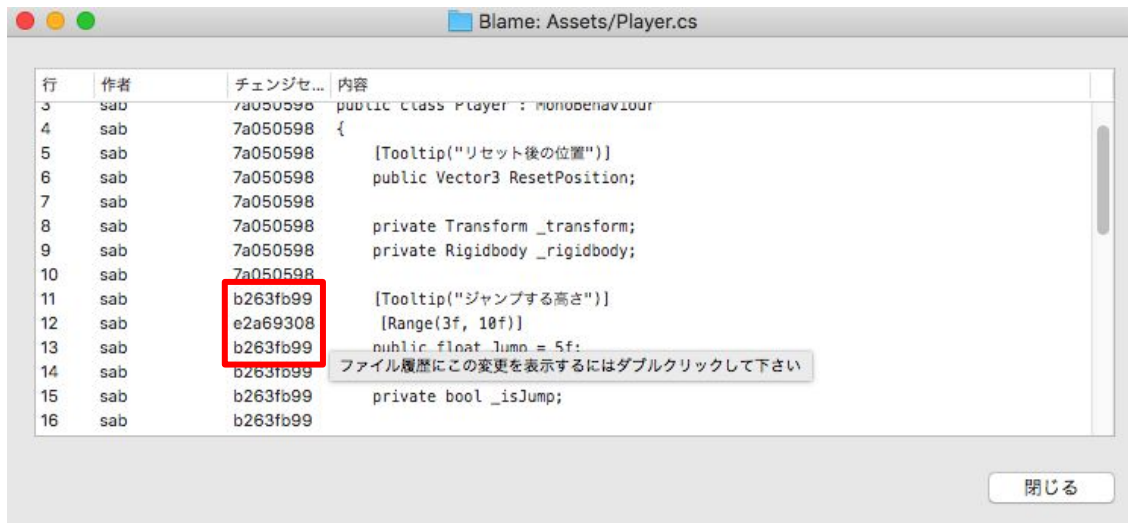 Blame: Assets/Player.cs
行 作者 チェンジセ... 内容
3 sab 7a050598 public class Player : MonoBehaviour
4 sab 7a050598 {
5 sab 7a050598 [Tooltip("リセット後の位置")]
6 sab 7a050598 public Vector3 ResetPosition;
7 sab 7a050598
8 sab 7a050598 private Transform _transform;
9 sab 7a050598 private Rigidbody _rigidbody;
10 sab 7a050598
11 sab b263fb99 [Tooltip("ジャンプする高さ")]
12 sab e2a69308 [Range(3f, 10f)]
13 sab b263fb99 public float Jump = 5f;
14 sab b263fb99
ファイル履歴にこの変更を表示するにはダブルクリックして下さい
15 sab b263fb99 private bool _isJump;
16 sab b263fb99
閉じる